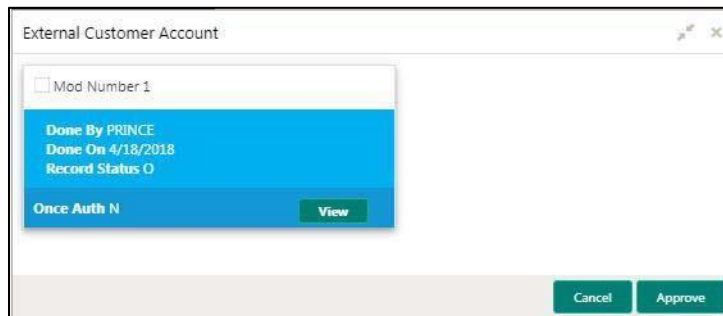 External Customer Account
Mod Number 1
Done By PRINCE
Done On 4/18/2018
Record Status O
Once Auth N
View
Cancel
Approve